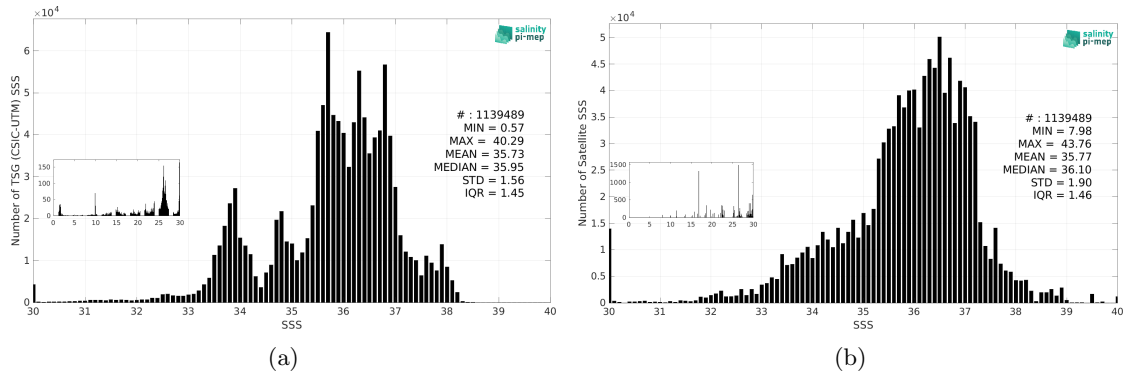 ×10⁴
6
5
4
3
2
1
0
Number of TSG (CSIC-UTM) SSS
salinity
pi-mep
# : 1139489
MIN = 0.57
MAX = 40.29
MEAN = 35.73
MEDIAN = 35.95
STD = 1.56
IQR = 1.45
150
100
50
0
0 5 10 15 20 25 30
30 31 32 33 34 35 36 37 38 39 40
SSS
(a)
×10⁴
5
4.5
4
3.5
3
2.5
2
1.5
1
0.5
0
Number of Satellite SSS
salinity
pi-mep
# : 1139489
MIN = 7.98
MAX = 43.76
MEAN = 35.77
MEDIAN = 36.10
STD = 1.90
IQR = 1.46
1500
1000
500
0
0 5 10 15 20 25 30
30 31 32 33 34 35 36 37 38 39 40
SSS
(b)